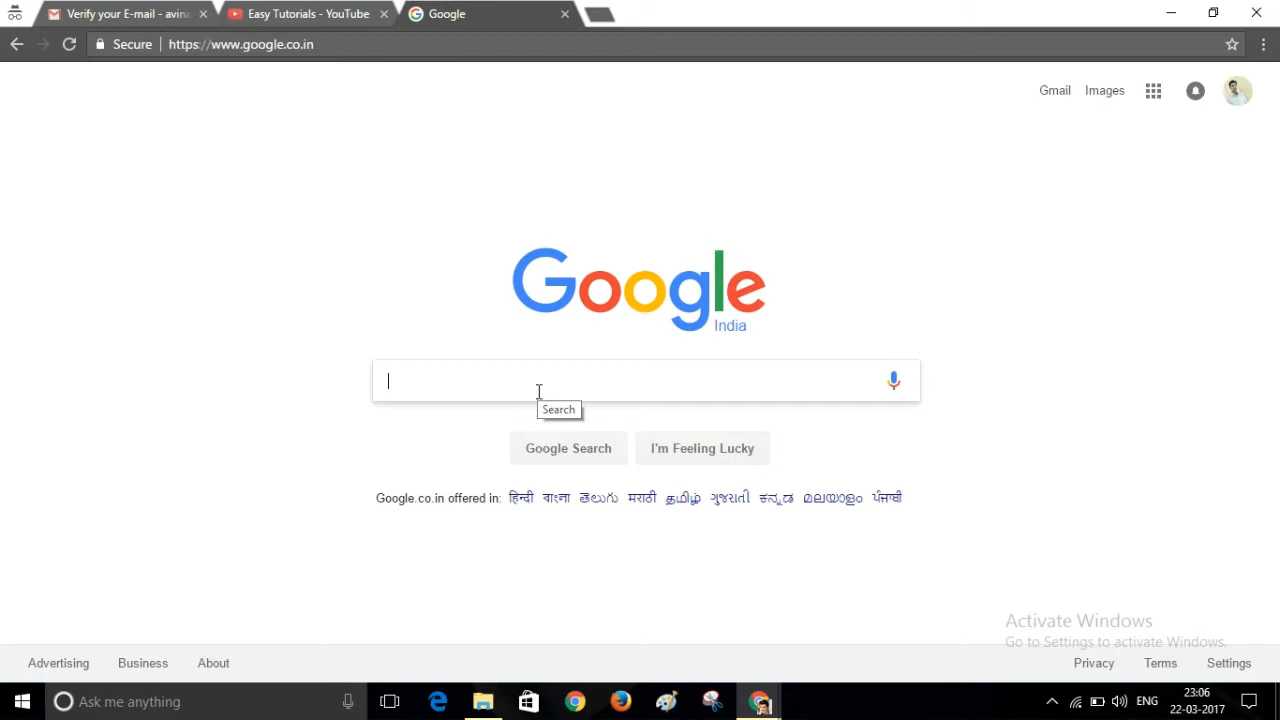 Verify your E-mail - avina
Easy Tutorials - YouTube
Google
Secure
https://www.google.co.in
Gmail Images
Google
India
Search
Google Search I'm Feeling Lucky
Google.co.in offered in: हिन्दी বাংলা తెలుగు मराठी தமிழ் ગુજરાતી ಕನ್ನಡ മലയാളം ਪੰਜਾਬੀ
Activate Windows
Go to Settings to activate Windows.
Advertising Business About Privacy Terms Settings
Ask me anything
ENG
23:06
22-03-2017